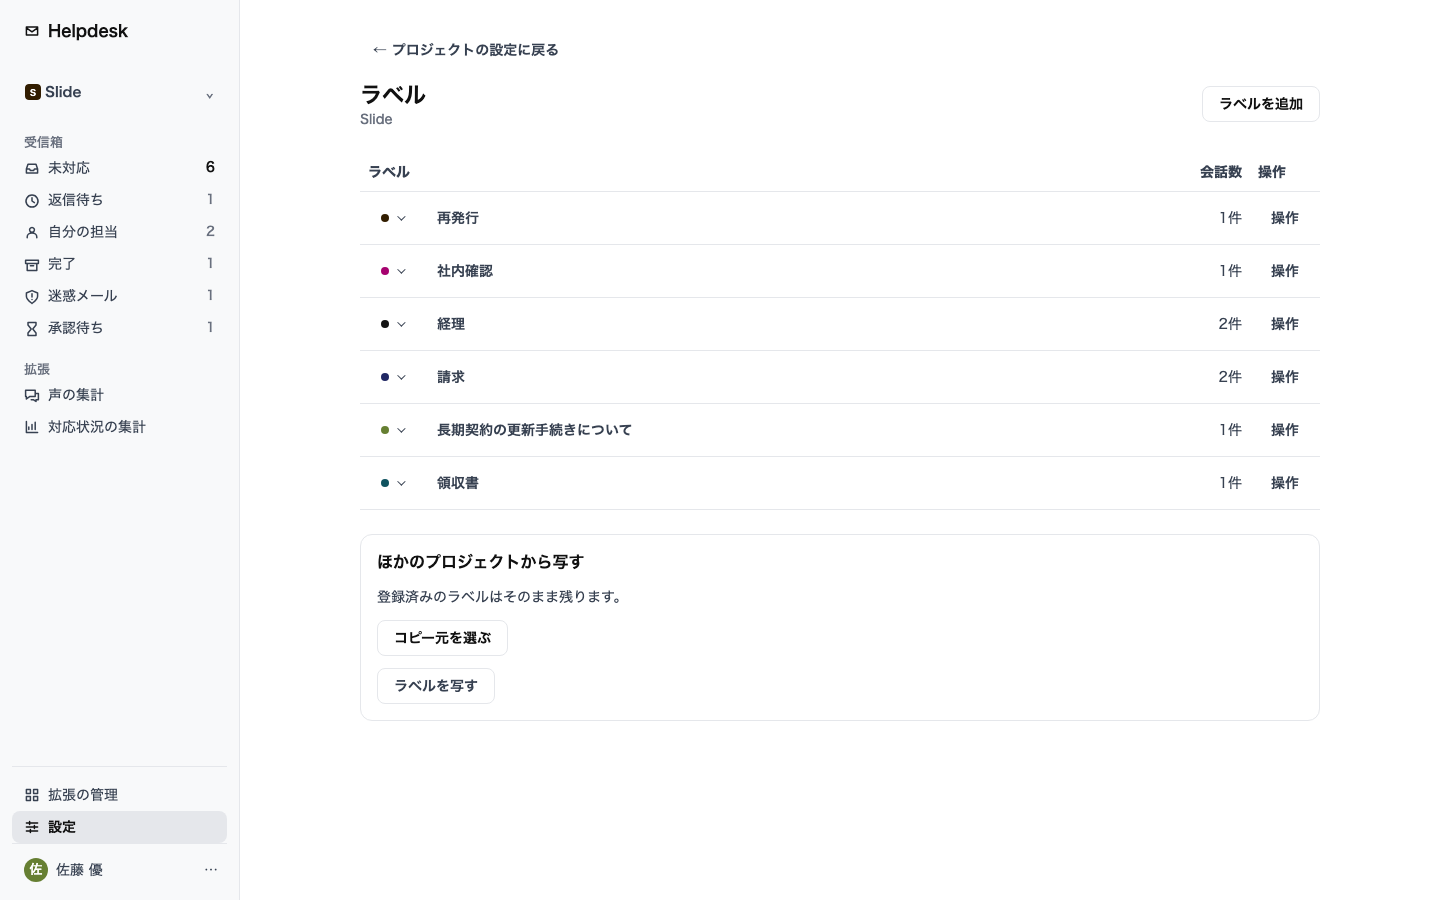 Helpdesk
S Slide
受信箱
未対応 6
返信待ち 1
自分の担当 2
完了 1
迷惑メール 1
承認待ち 1
拡張
声の集計
対応状況の集計
拡張の管理
設定
佐 佐藤 優 …
← プロジェクトの設定に戻る
ラベル
Slide
ラベルを追加
ラベル 会話数 操作
再発行 1件 操作
社内確認 1件 操作
経理 2件 操作
請求 2件 操作
長期契約の更新手続きについて 1件 操作
領収書 1件 操作
ほかのプロジェクトから写す
登録済みのラベルはそのまま残ります。
コピー元を選ぶ
ラベルを写す